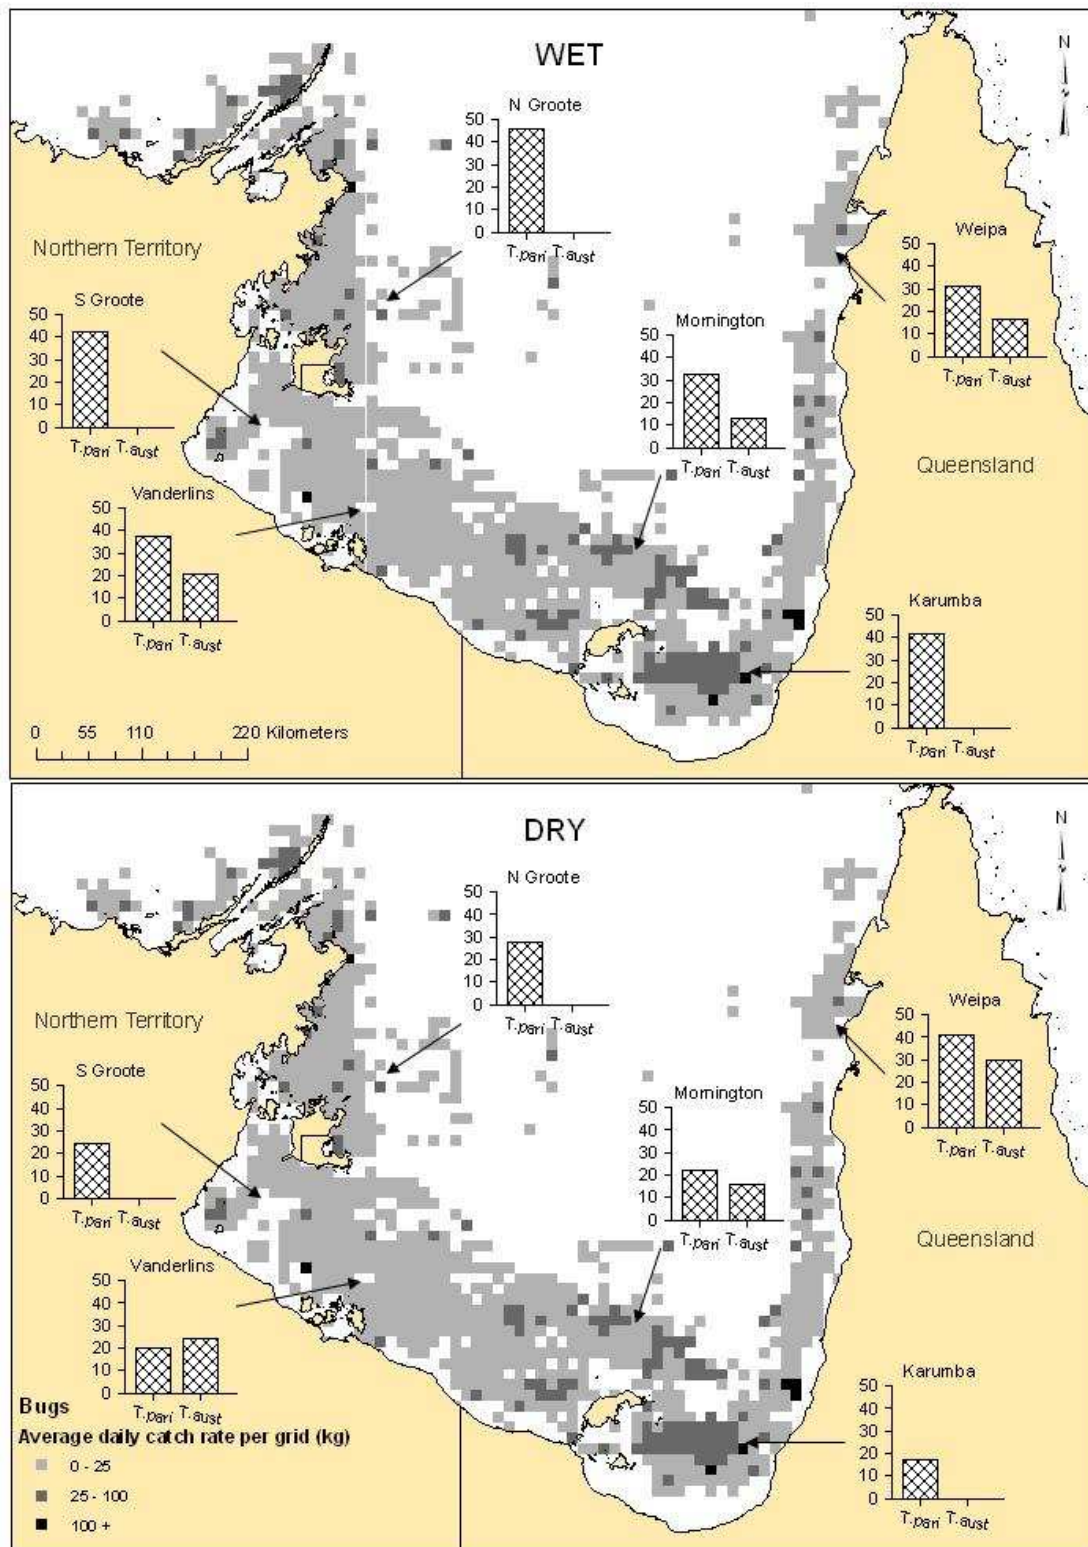 WET
N
N Groote
50
40
30
20
10
0
T.pari T.aust
Northern Territory
Weipa
50
40
30
20
10
0
T.pari T.aust
S Groote
50
40
30
20
10
0
T.pari T.aust
Mornington
50
40
30
20
10
0
T.pari T.aust
Queensland
Vanderlins
50
40
30
20
10
0
T.pari T.aust
Karumba
50
40
30
20
10
0
T.pari T.aust
0 55 110 220 Kilometers
DRY
N
N Groote
50
40
30
20
10
0
T.pari T.aust
Northern Territory
Weipa
50
40
30
20
10
0
T.pari T.aust
S Groote
50
40
30
20
10
0
T.pari T.aust
Mornington
50
40
30
20
10
0
T.pari T.aust
Queensland
Vanderlins
50
40
30
20
10
0
T.pari T.aust
Karumba
50
40
30
20
10
0
T.pari T.aust
Bugs
Average daily catch rate per grid (kg)
0 - 25
25 - 100
100 +